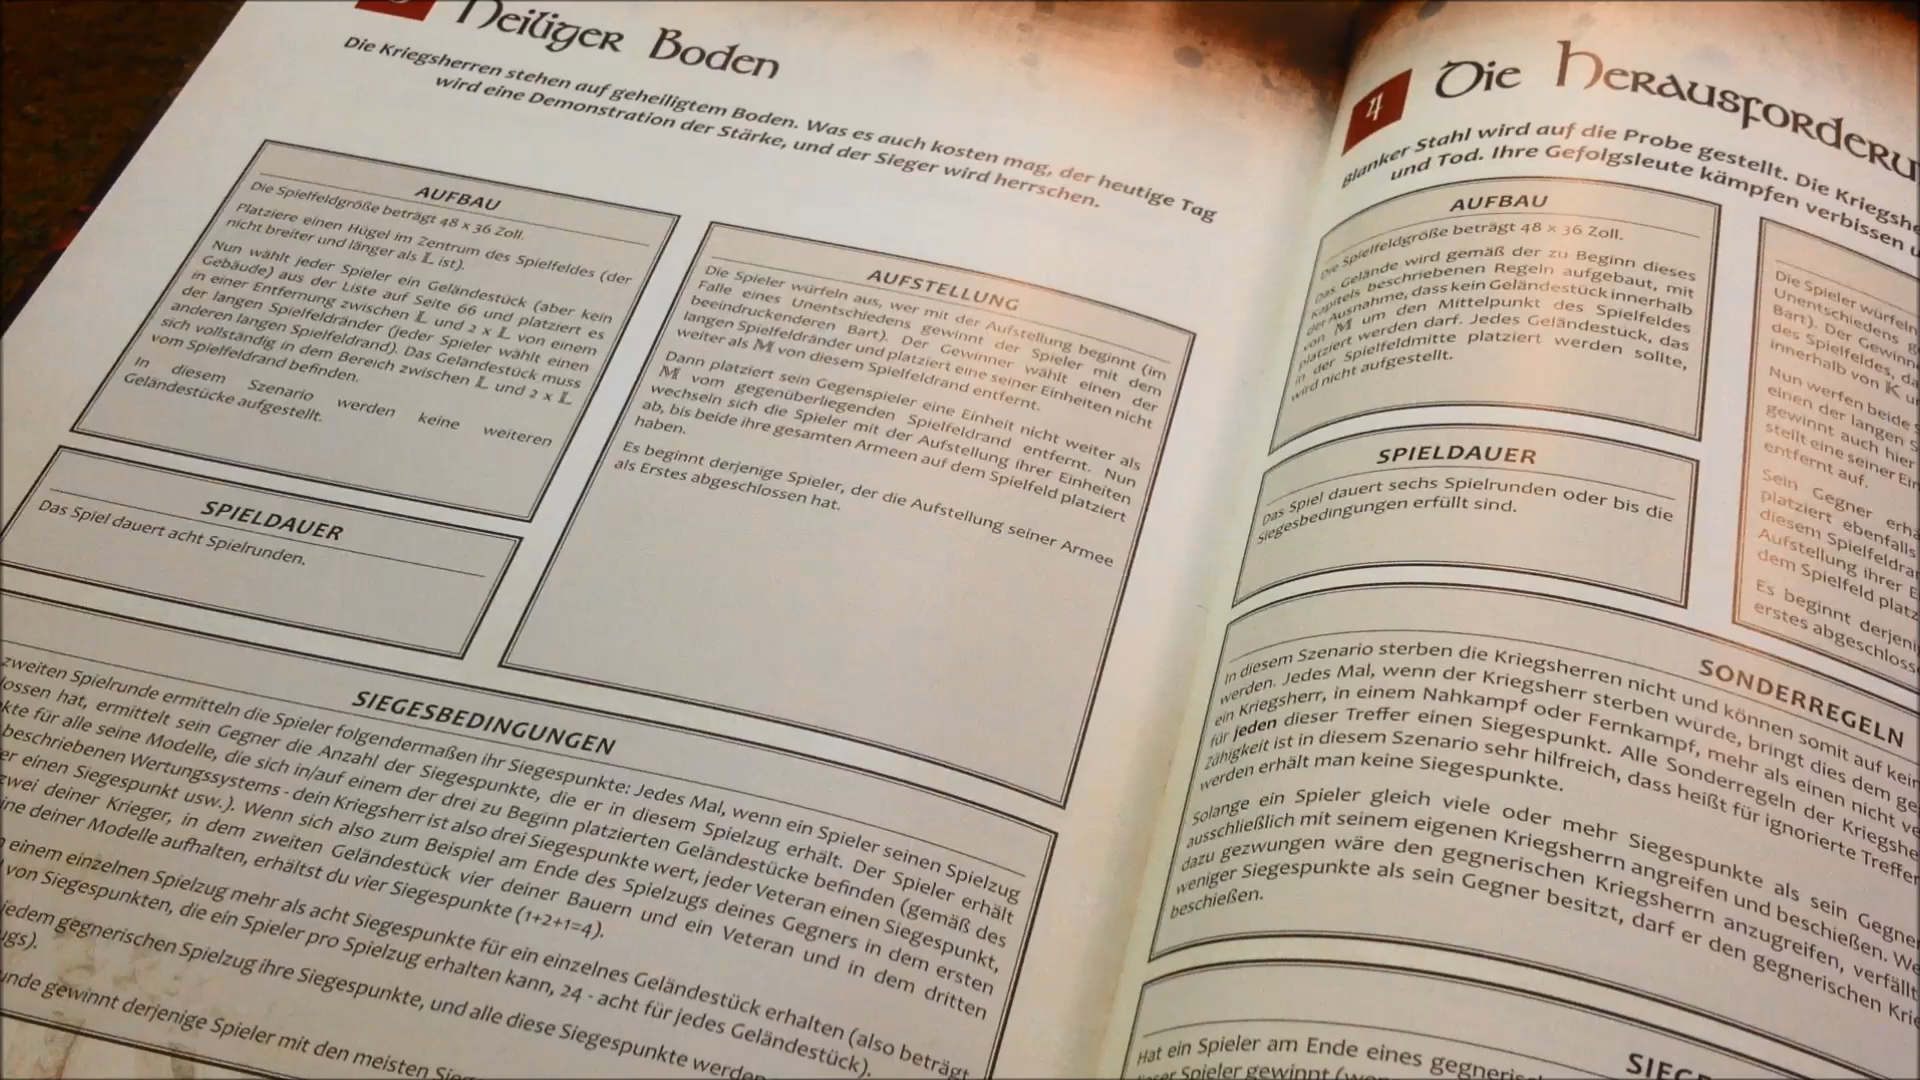 Heiliger Boden
Die Kriegsherren stehen auf geheiligtem Boden. Was es auch kosten mag, der heutige Tag
wird eine Demonstration der Stärke, und der Sieger wird herrschen.
AUFBAU
Die Spielfeldgröße beträgt 48 x 36 Zoll.
Platziere einen Hügel im Zentrum des Spielfeldes (der
nicht breiter und länger als L ist).
Nun wählt jeder Spieler ein Geländestück (aber kein
Gebäude) aus der Liste auf Seite 66 und platziert es
in einer Entfernung zwischen L und 2 x L von einem
der langen Spielfeldränder (jeder Spieler wählt einen
anderen langen Spielfeldrand). Das Geländestück muss
sich vollständig in dem Bereich zwischen L und 2 x L
vom Spielfeldrand befinden.
In diesem Szenario werden keine weiteren
Geländestücke aufgestellt.
SPIELDAUER
Das Spiel dauert acht Spielrunden.
AUFSTELLUNG
Die Spieler würfeln aus, wer mit der Aufstellung beginnt (im
Falle eines Unentschiedens gewinnt der Spieler mit dem
beeindruckenderen Bart). Der Gewinner wählt einen der
langen Spielfeldränder und platziert eine seiner Einheiten nicht
weiter als M von diesem Spielfeldrand entfernt.
Dann platziert sein Gegenspieler eine Einheit nicht weiter als
M vom gegenüberliegenden Spielfeldrand entfernt. Nun
wechseln sich die Spieler mit der Aufstellung ihrer Einheiten
ab, bis beide ihre gesamten Armeen auf dem Spielfeld platziert
haben.
Es beginnt derjenige Spieler, der die Aufstellung seiner Armee
als Erstes abgeschlossen hat.
SIEGESBEDINGUNGEN
zweiten Spielrunde ermitteln die Spieler folgendermaßen ihr Siegespunkte: Jedes Mal, wenn ein Spieler seinen Spielzug
lossen hat, ermittelt sein Gegner die Anzahl der Siegespunkte, die er in diesem Spielzug erhält. Der Spieler erhält
kte für alle seine Modelle, die sich in/auf einem der drei zu Beginn platzierten Geländestücke befinden (gemäß des
beschriebenen Wertungssystems - dein Kriegsherr ist also drei Siegespunkte wert, jeder Veteran einen Siegespunkt,
er einen Siegespunkt usw.). Wenn sich also zum Beispiel am Ende des Spielzugs deines Gegners in dem ersten
zwei deiner Krieger, in dem zweiten Geländestück vier deiner Bauern und ein Veteran und in dem dritten
ine deiner Modelle aufhalten, erhältst du vier Siegespunkte (1+2+1=4).
einem einzelnen Spielzug mehr als acht Siegespunkte für ein einzelnes Geländestück erhalten (also beträgt
von Siegespunkten, die ein Spieler pro Spielzug erhalten kann, 24 - acht für jedes Geländestück).
jedem gegnerischen Spielzug ihre Siegespunkte, und alle diese Siegespunkte werden
ugs).
unde gewinnt derjenige Spieler mit den meisten Sieg
4 Die Herausforderu
Blanker Stahl wird auf die Probe gestellt. Die Kriegshe
und Tod. Ihre Gefolgsleute kämpfen verbissen u
AUFBAU
Die Spielfeldgröße beträgt 48 x 36 Zoll.
Das Gelände wird gemäß der zu Beginn dieses
Kapitels beschriebenen Regeln aufgebaut, mit
der Ausnahme, dass kein Geländestück innerhalb
von M um den Mittelpunkt des Spielfeldes
platziert werden darf. Jedes Geländestück, das
in der Spielfeldmitte platziert werden sollte,
wird nicht aufgestellt.
SPIELDAUER
Das Spiel dauert sechs Spielrunden oder bis die
Siegesbedingungen erfüllt sind.
Die Spieler würfeln
Unentschiedens g
Bart). Der Gewinn
des Spielfeldes, da
innerhalb von K u
Nun werfen beide
einen der langen S
gewinnt auch hier
stellt eine seiner Ein
entfernt auf.
Sein Gegner erhä
platziert ebenfalls
diesem Spielfeldra
Aufstellung ihrer E
dem Spielfeld platz
Es beginnt derjeni
erstes abgeschloss
SONDERREGELN
In diesem Szenario sterben die Kriegsherren nicht und können somit auf kein
werden. Jedes Mal, wenn der Kriegsherr sterben würde, bringt dies dem ge
ein Kriegsherr, in einem Nahkampf oder Fernkampf, mehr als einen nicht ve
für jeden dieser Treffer einen Siegespunkt. Alle Sonderregeln der Kriegshe
Zähigkeit ist in diesem Szenario sehr hilfreich, dass heißt für ignorierte Treffer
werden erhält man keine Siegespunkte.
Solange ein Spieler gleich viele oder mehr Siegespunkte als sein Gegner
ausschließlich mit seinem eigenen Kriegsherrn angreifen und beschießen. We
dazu gezwungen wäre den gegnerischen Kriegsherrn anzugreifen, verfällt
weniger Siegespunkte als sein Gegner besitzt, darf er den gegnerischen Krie
beschießen.
SIEGE
Hat ein Spieler am Ende eines gegneris
Spieler gewinnt